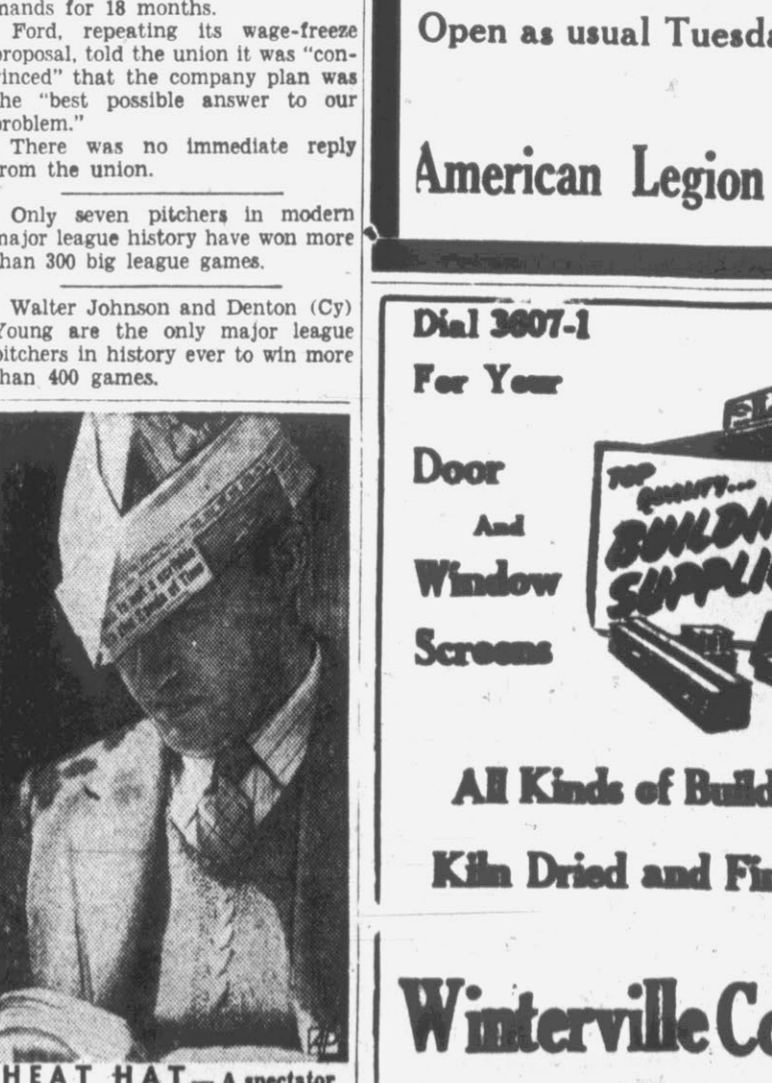 mands for 18 months.
Ford, repeating its wage-freeze
proposal, told the union it was “con-
vinced” that the company plan was
the “best possible answer to our
problem.”
There was no immediate reply
from the union.
Only seven pitchers in modern
major league history have won more
than 300 big league games.
Walter Johnson and Denton (Cy)
Young are the only major league
pitchers in history ever to win more
than 400 games.
HEAT HAT — A spectator
Open as usual Tuesda
American Legion
Dial 3607-1
For Your
Door
And
Window
Screens
TOP
QUALITY...
BUILDI
SUPPLI
All Kinds of Build
Kiln Dried and Fi
Winterville Co